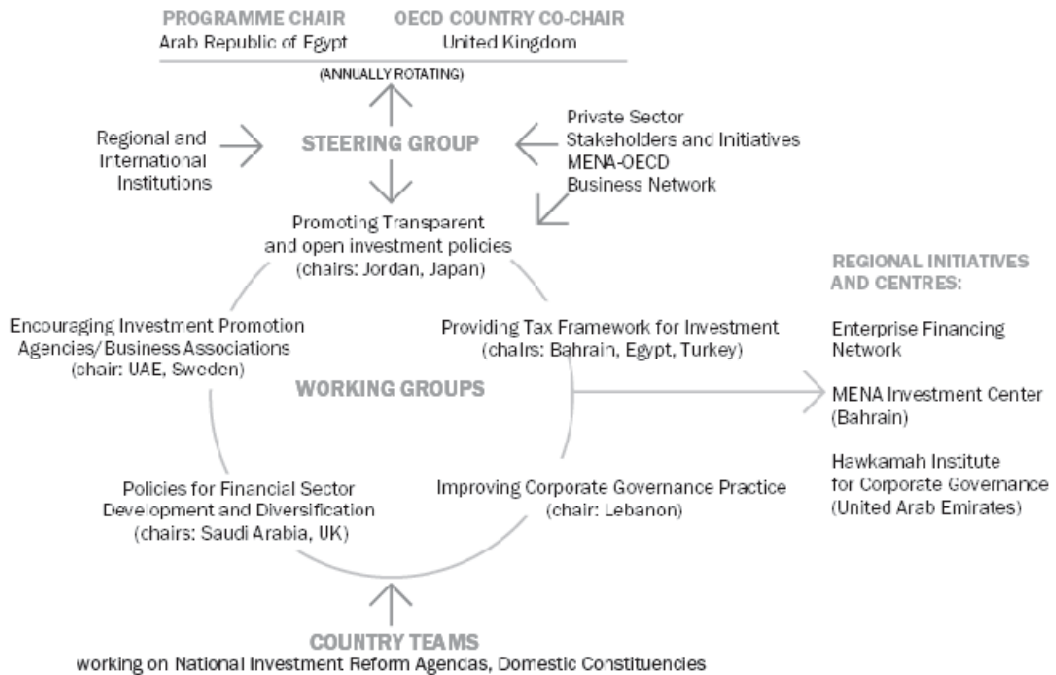 PROGRAMME CHAIR
Arab Republic of Egypt
OECD COUNTRY CO-CHAIR
United Kingdom
(ANNUALLY ROTATING)
Regional and
International
Institutions
STEERING GROUP
Private Sector
Stakeholders and Initiatives
MENA-OECD
Business Network
Promoting Transparent
and open investment policies
(chairs: Jordan, Japan)
Encouraging Investment Promotion
Agencies/Business Associations
(chair: UAE, Sweden)
Providing Tax Framework for Investment
(chairs: Bahrain, Egypt, Turkey)
WORKING GROUPS
Policies for Financial Sector
Development and Diversification
(chairs: Saudi Arabia, UK)
Improving Corporate Governance Practice
(chair: Lebanon)
REGIONAL INITIATIVES
AND CENTRES:
Enterprise Financing
Network
MENA Investment Center
(Bahrain)
Hawkamah Institute
for Corporate Governance
(United Arab Emirates)
COUNTRY TEAMS
working on National Investment Reform Agendas, Domestic Constituencies